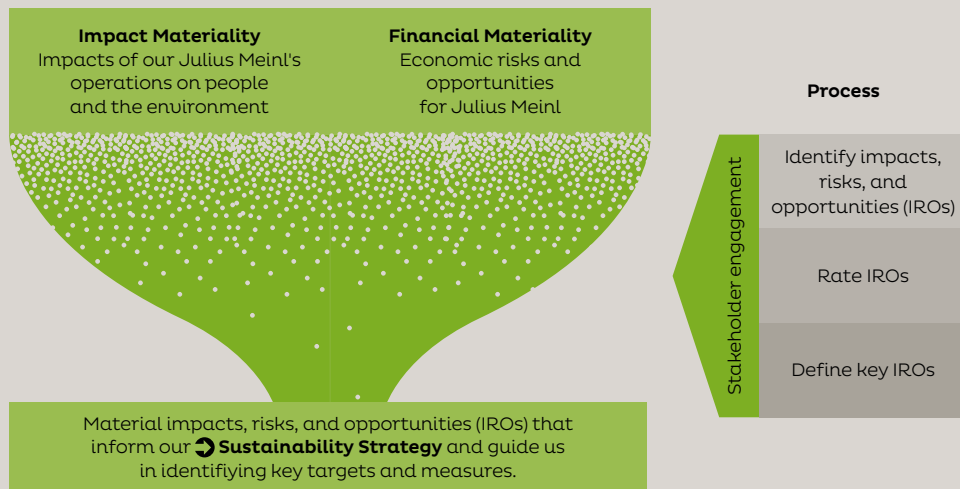 Impact Materiality
Impacts of our Julius Meinl's
operations on people
and the environment
Financial Materiality
Economic risks and
opportunities
for Julius Meinl
Process
Stakeholder engagement
Identify impacts,
risks, and
opportunities (IROs)
Rate IROs
Define key IROs
Material impacts, risks, and opportunities (IROs) that
inform our Sustainability Strategy and guide us
in identifiying key targets and measures.